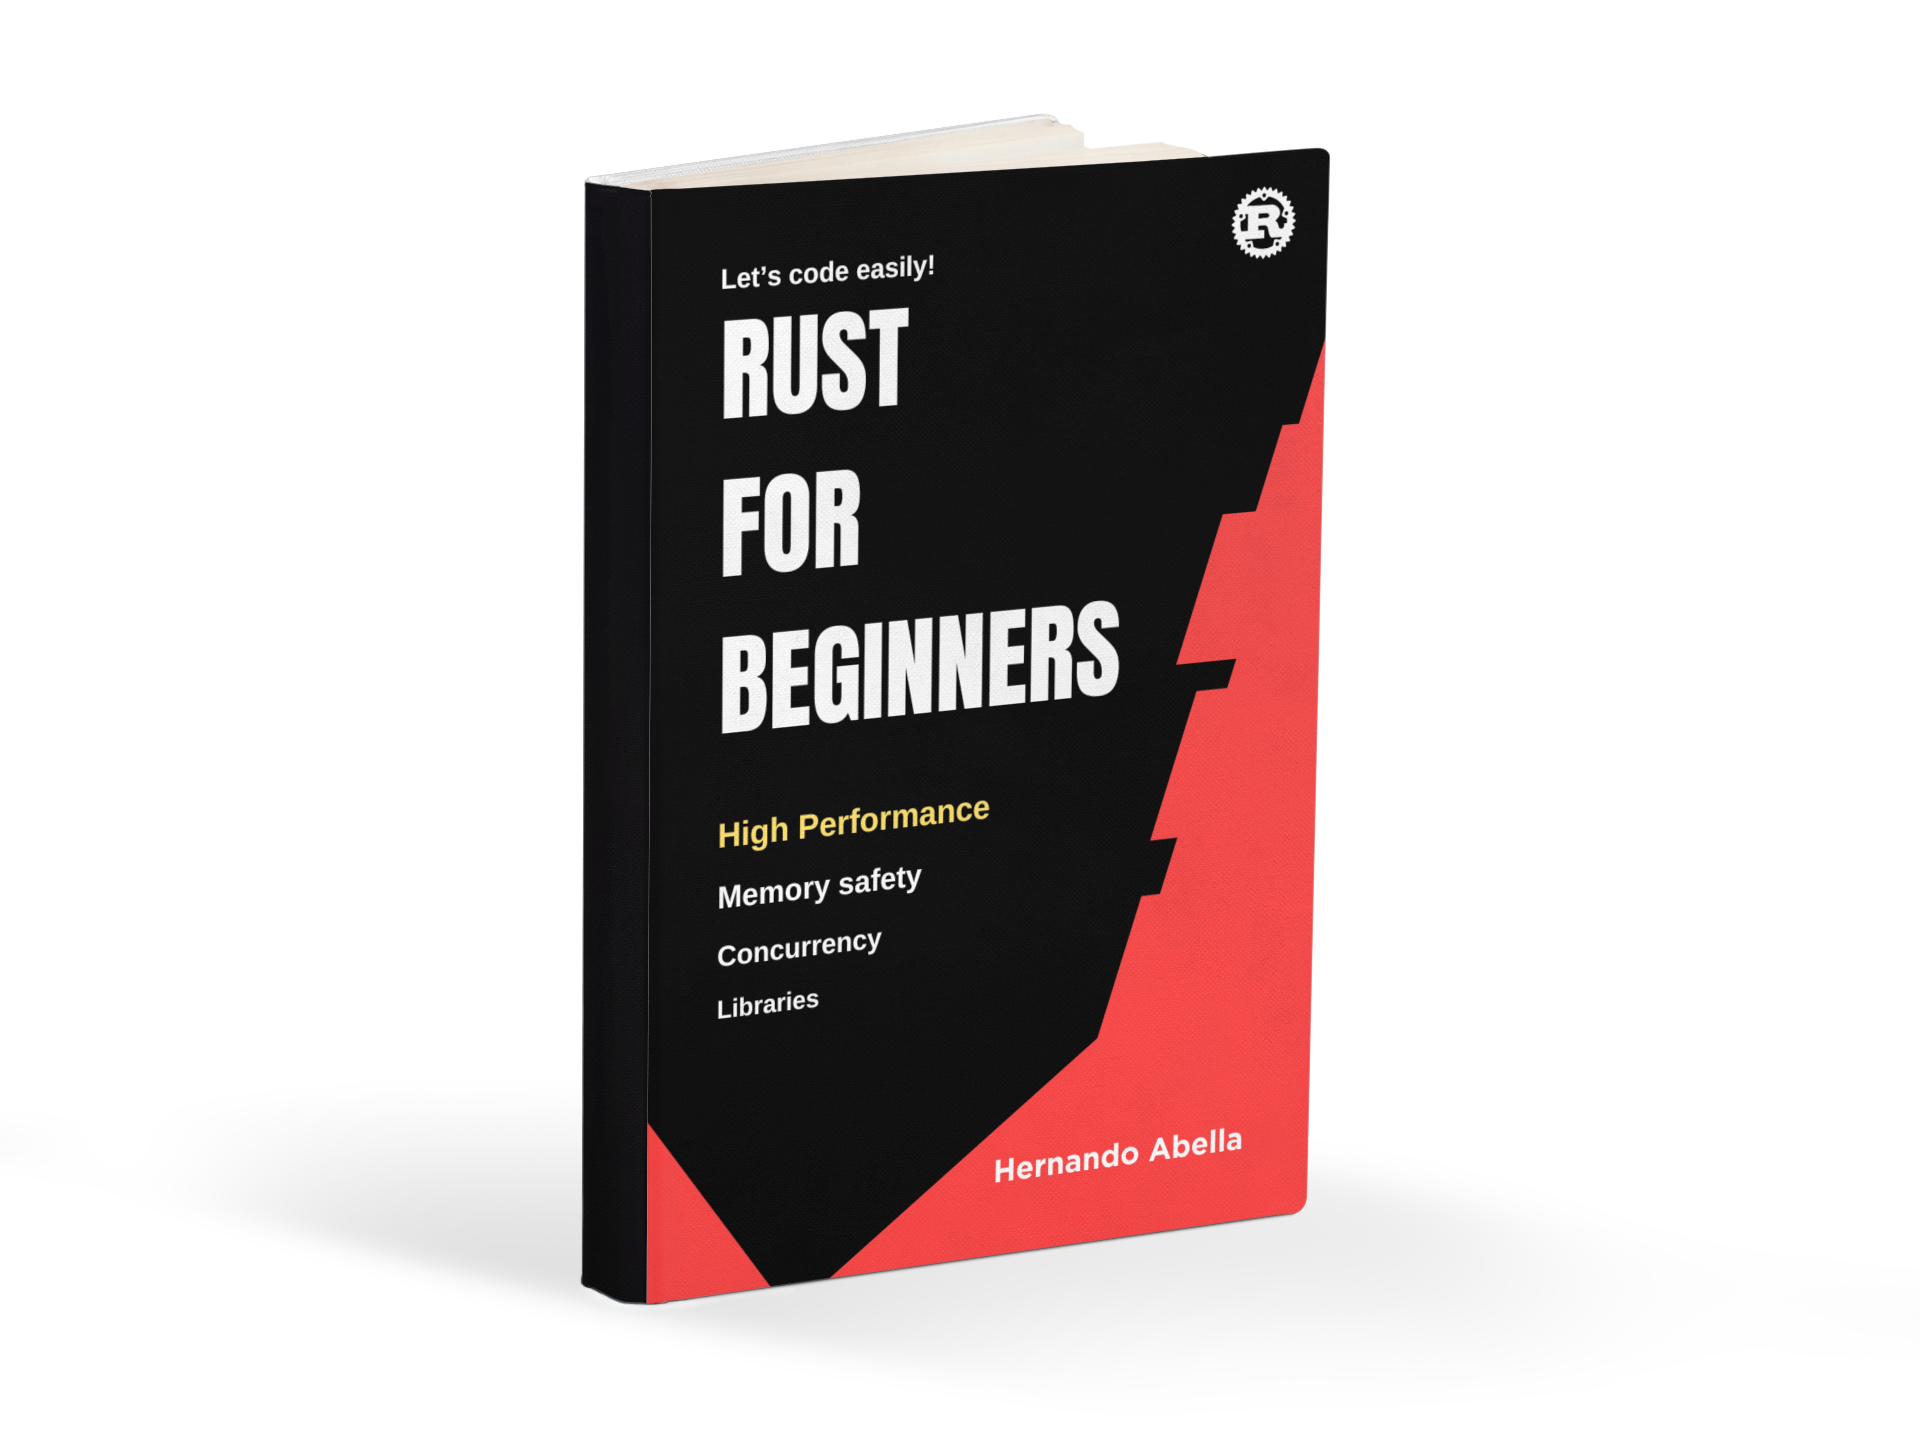 R
Let’s code easily!
RUST
FOR
BEGINNERS
High Performance
Memory safety
Concurrency
Libraries
Hernando Abella